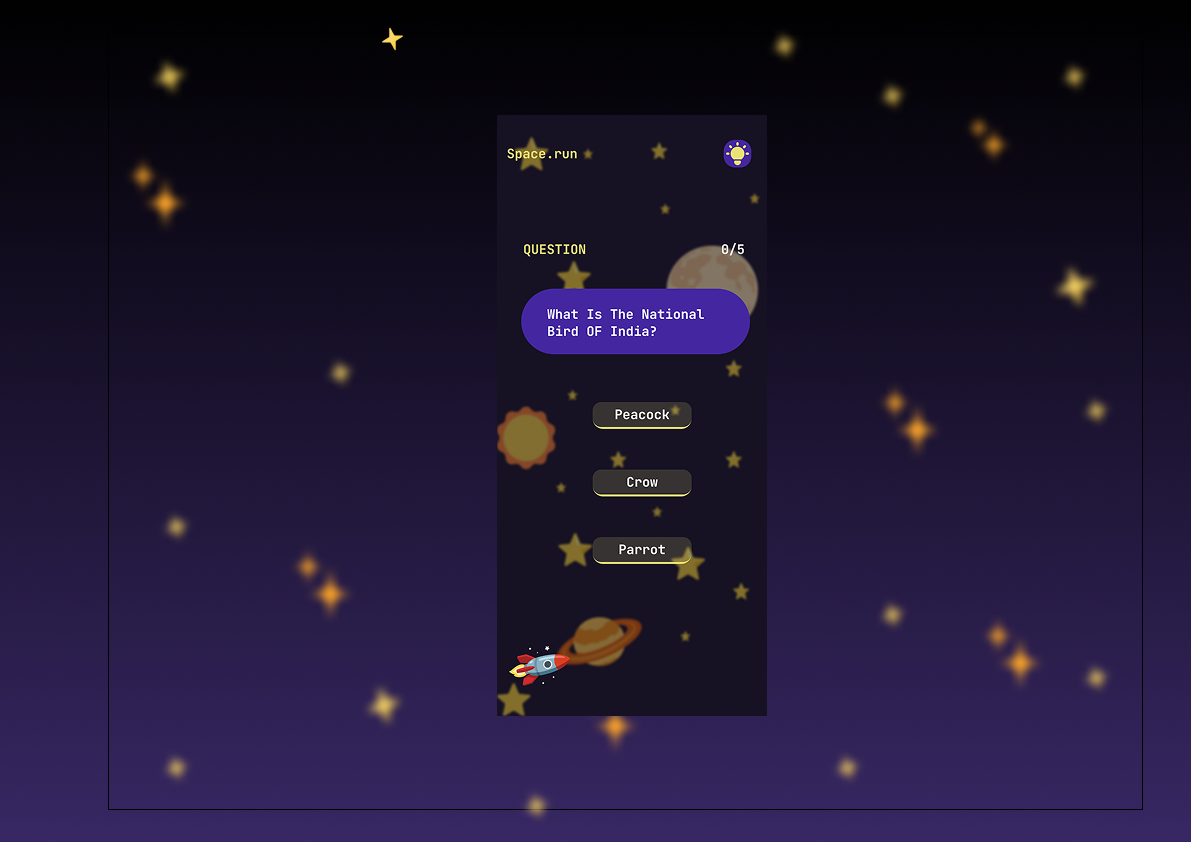 Space.run
QUESTION 0/5
What Is The National
Bird OF India?
Peacock
Crow
Parrot